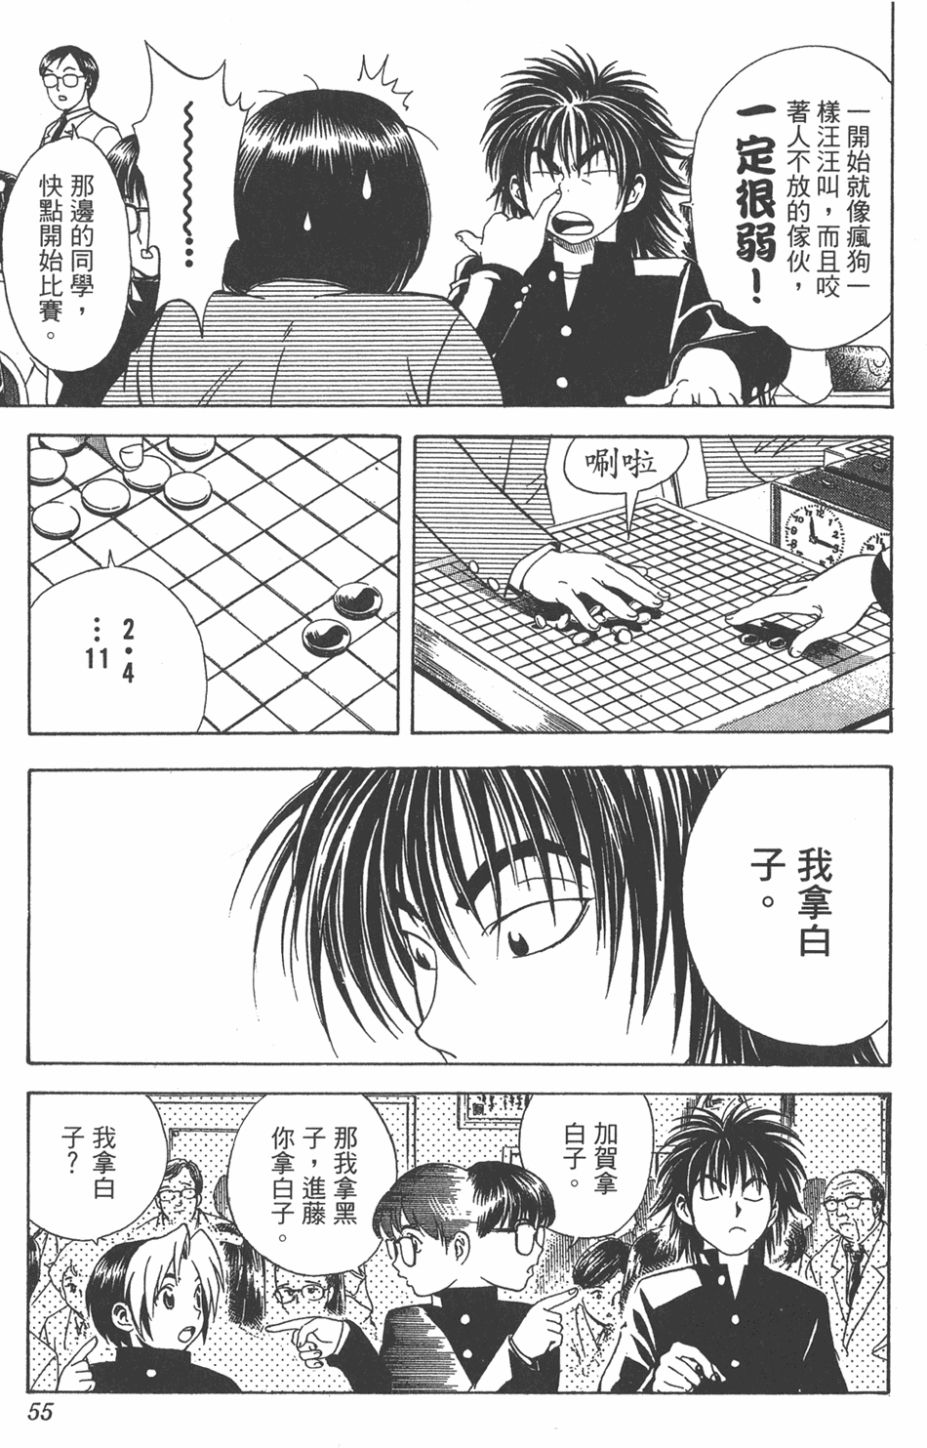 一開始就像瘋狗一
樣汪汪叫，而且咬
著人不放的傢伙，
一定很弱！
那邊的同學，
快點開始比賽。
唰啦
2·4
…11
我拿白
子。
加賀拿
白子。
那我拿黑
子，進藤
你拿白子。
我拿白
子？
55